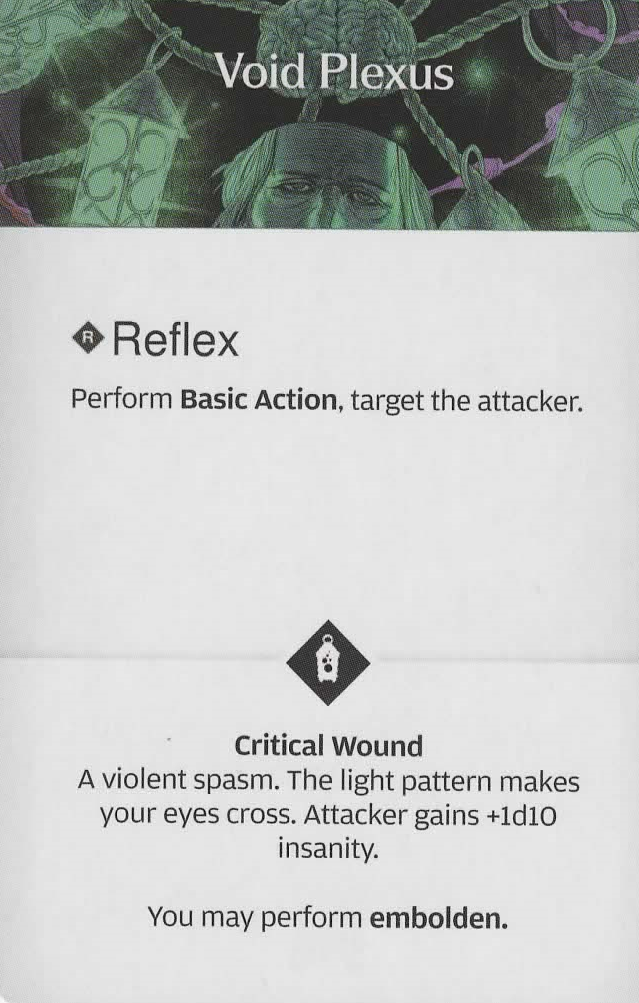 Void Plexus
R Reflex
Perform Basic Action, target the attacker.
Critical Wound
A violent spasm. The light pattern makes
your eyes cross. Attacker gains +1d10
insanity.
You may perform embolden.